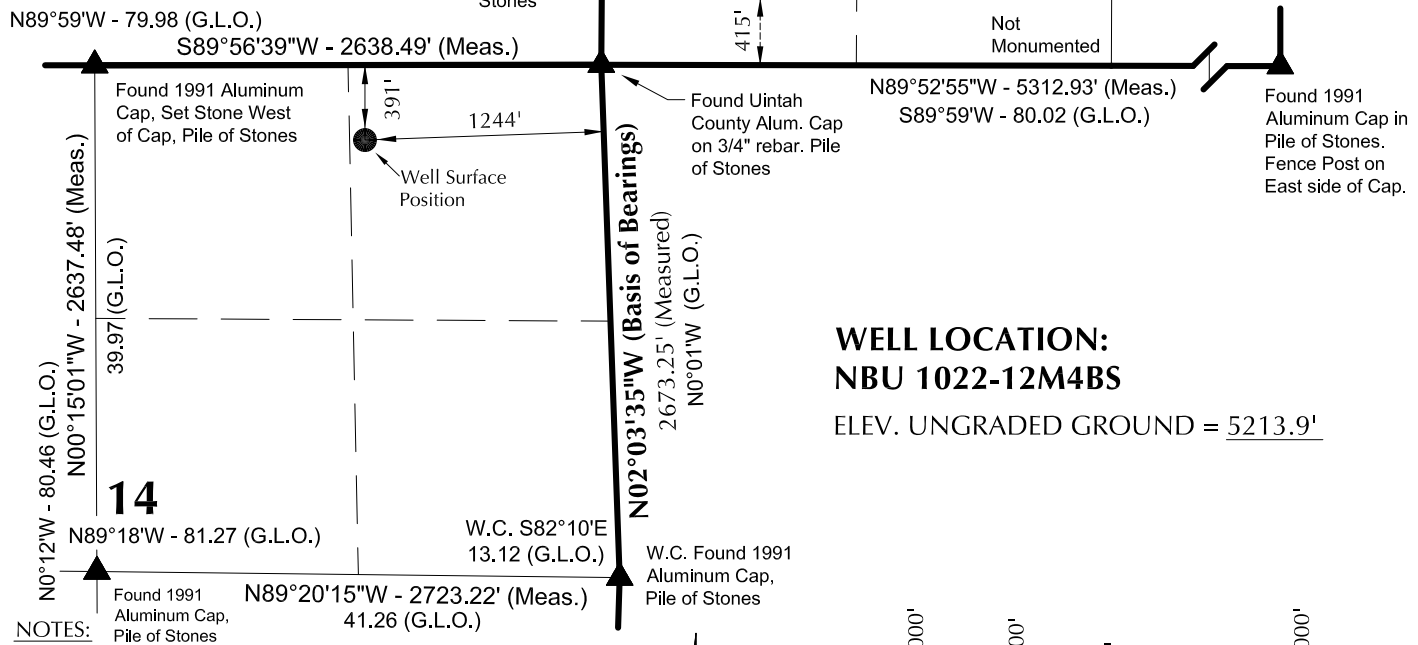 Stones
N89°59'W - 79.98 (G.L.O.)
S89°56'39"W - 2638.49' (Meas.)
415'
Not
Monumented
Found 1991 Aluminum
Cap, Set Stone West
of Cap, Pile of Stones
391'
1244'
Well Surface
Position
Found Uintah
County Alum. Cap
on 3/4" rebar. Pile
of Stones
N89°52'55"W - 5312.93' (Meas.)
S89°59'W - 80.02 (G.L.O.)
Found 1991
Aluminum Cap in
Pile of Stones.
Fence Post on
East side of Cap.
N0°12'W - 80.46 (G.L.O.)
N00°15'01"W - 2637.48' (Meas.)
39.97 (G.L.O.)
N02°03'35"W (Basis of Bearings)
2673.25' (Measured)
N0°01'W (G.L.O.)
WELL LOCATION:
NBU 1022-12M4BS
ELEV. UNGRADED GROUND = 5213.9'
14
N89°18'W - 81.27 (G.L.O.)
W.C. S82°10'E
13.12 (G.L.O.)
W.C. Found 1991
Aluminum Cap,
Pile of Stones
Found 1991
Aluminum Cap,
Pile of Stones
N89°20'15"W - 2723.22' (Meas.)
41.26 (G.L.O.)
NOTES: